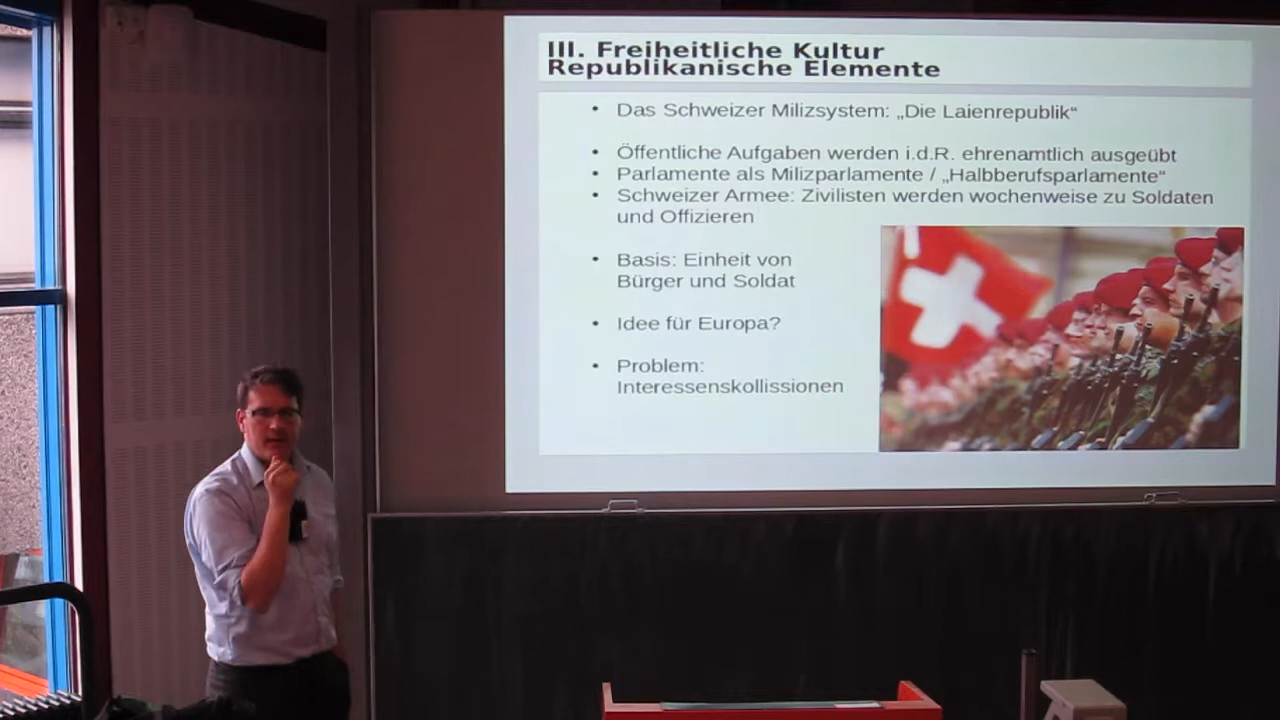 III. Freiheitliche Kultur
Republikanische Elemente
• Das Schweizer Milizsystem: „Die Laienrepublik“
• Öffentliche Aufgaben werden i.d.R. ehrenamtlich ausgeübt
• Parlamente als Milizparlamente / „Halbberufsparlamente“
• Schweizer Armee: Zivilisten werden wochenweise zu Soldaten
und Offizieren
• Basis: Einheit von
Bürger und Soldat
• Idee für Europa?
• Problem:
Interessenskollissionen